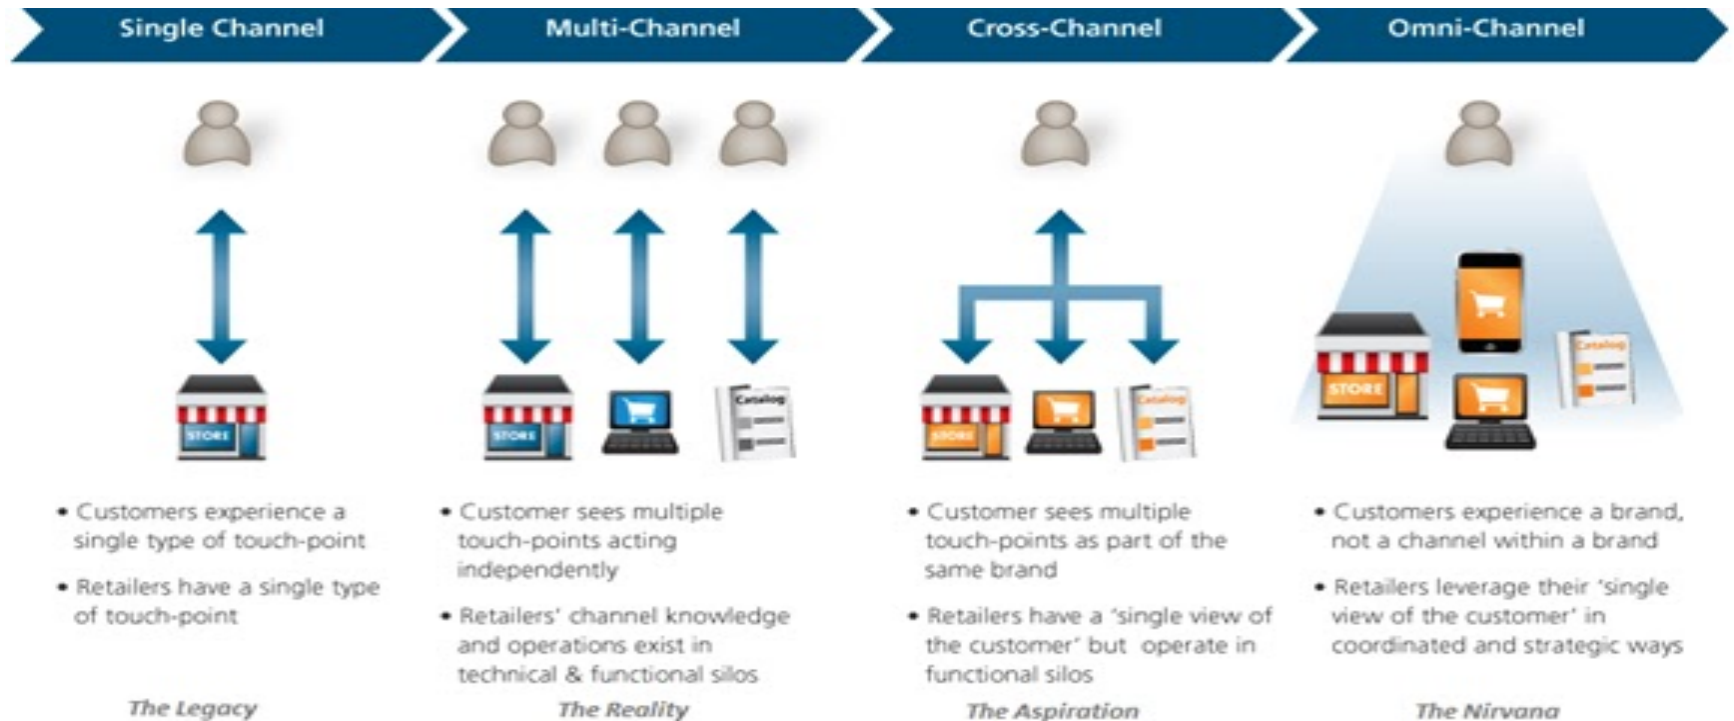 Single Channel
Multi-Channel
Cross-Channel
Omni-Channel
STORE
STORE
Catalog
STORE
Catalog
STORE
Catalog
• Customers experience a
single type of touch-point
• Retailers have a single type
of touch-point
The Legacy
• Customer sees multiple
touch-points acting
independently
• Retailers’ channel knowledge
and operations exist in
technical & functional silos
The Reality
• Customer sees multiple
touch-points as part of the
same brand
• Retailers have a ‘single view of
the customer’ but operate in
functional silos
The Aspiration
• Customers experience a brand,
not a channel within a brand
• Retailers leverage their ‘single
view of the customer’ in
coordinated and strategic ways
The Nirvana